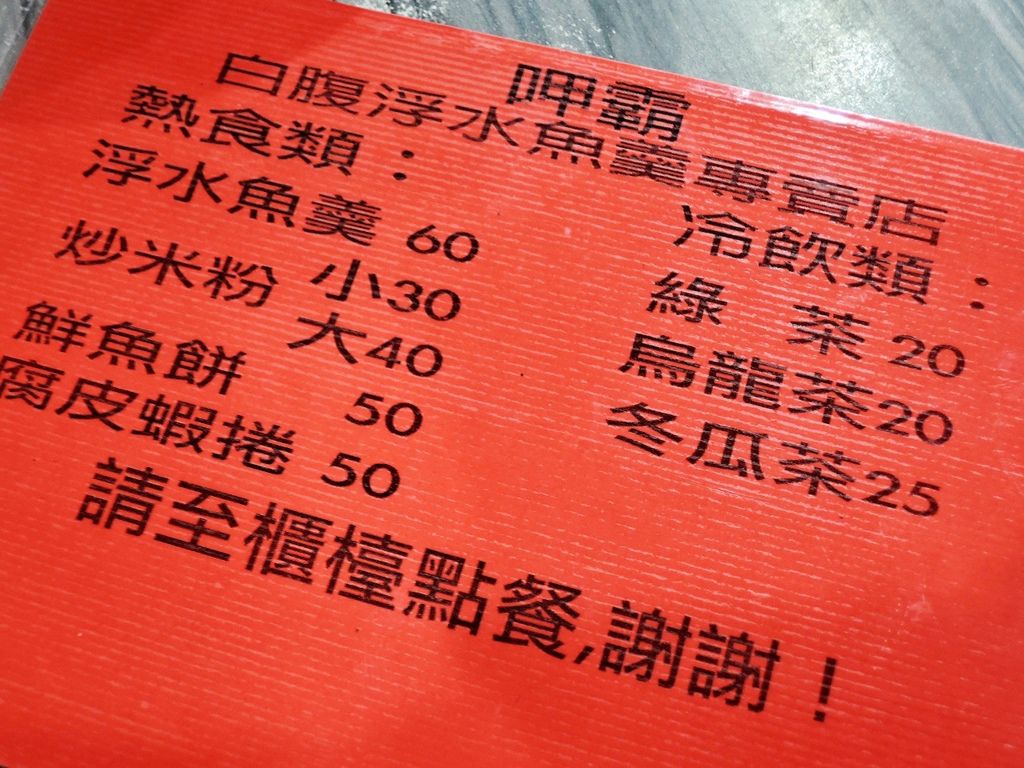 呷霸
白腹浮水魚羹專賣店
熱食類：
浮水魚羹 60
炒米粉 小30
大40
鮮魚餅 50
腐皮蝦捲 50
冷飲類：
綠 茶 20
烏龍茶20
冬瓜茶25
請至櫃檯點餐,謝謝！